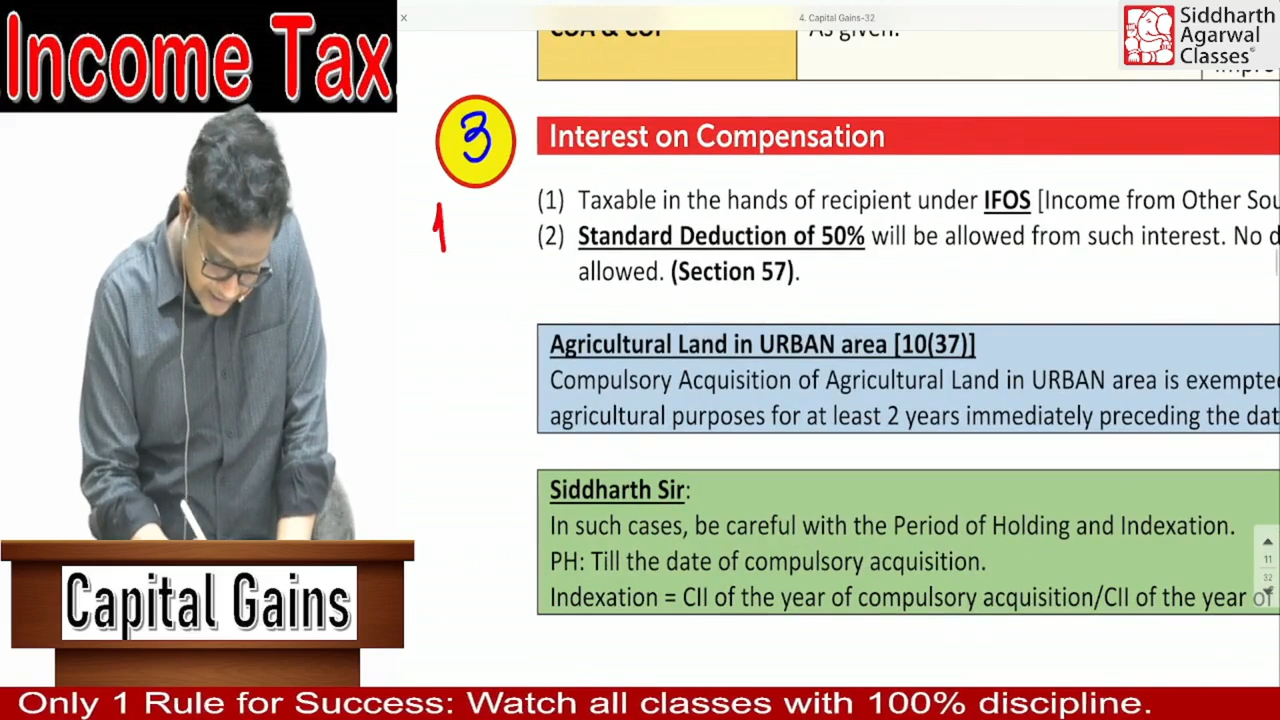 Income Tax
4. Capital Gains-32
Siddharth
Agarwal
Classes
As given.
3
Interest on Compensation
1
(1) Taxable in the hands of recipient under IFOS [Income from Other Sou
(2) Standard Deduction of 50% will be allowed from such interest. No d
allowed. (Section 57).
Agricultural Land in URBAN area [10(37)]
Compulsory Acquisition of Agricultural Land in URBAN area is exempte
agricultural purposes for at least 2 years immediately preceding the dat
Siddharth Sir:
In such cases, be careful with the Period of Holding and Indexation.
PH: Till the date of compulsory acquisition.
Indexation = CII of the year of compulsory acquisition/CII of the year of
11
32
Capital Gains
Only 1 Rule for Success: Watch all classes with 100% discipline.